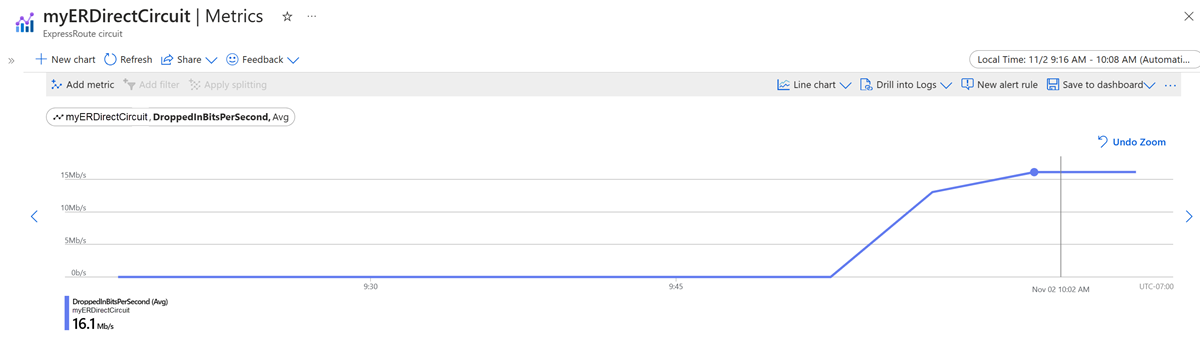 myERDirectCircuit | Metrics ☆ ···
ExpressRoute circuit
» + New chart Refresh Share Feedback
Local Time: 11/2 9:16 AM - 10:08 AM (Automati...
Add metric Add filter Apply splitting
Line chart Drill into Logs New alert rule Save to dashboard ···
myERDirectCircuit, DroppedInBitsPerSecond, Avg
Undo Zoom
15Mb/s
10Mb/s
5Mb/s
0b/s
9:30 9:45 Nov 02 10:02 AM UTC-07:00
DroppedInBitsPerSecond (Avg)
myERDirectCircuit
16.1 Mb/s